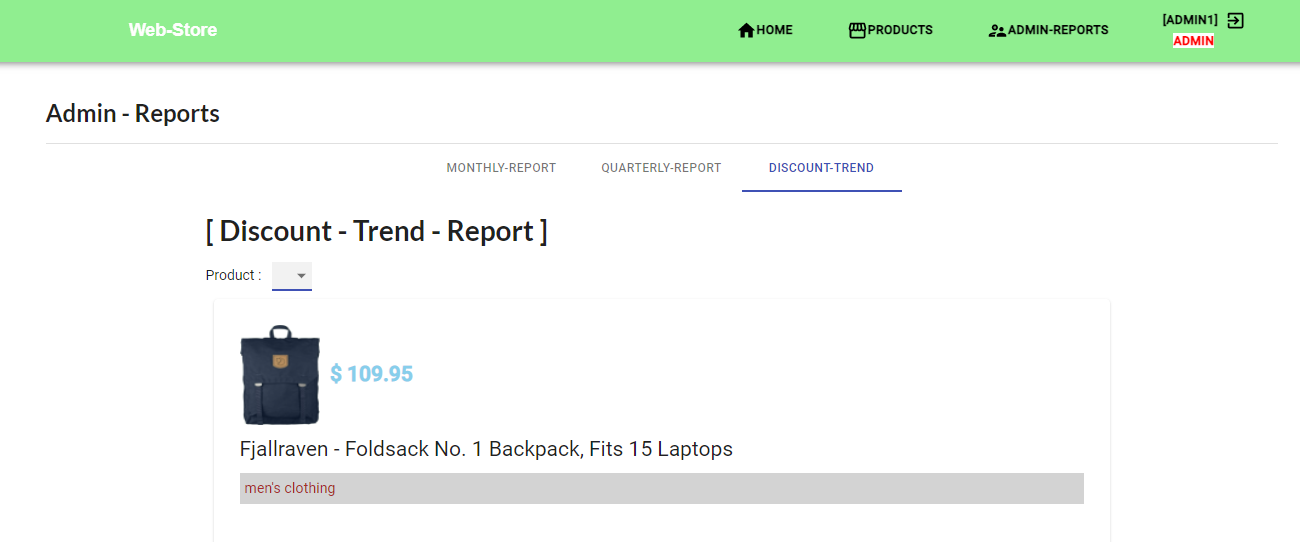 Web-Store
HOME
PRODUCTS
ADMIN-REPORTS
[ADMIN1]
ADMIN
Admin - Reports
MONTHLY-REPORT
QUARTERLY-REPORT
DISCOUNT-TREND
[ Discount - Trend - Report ]
Product :
$ 109.95
Fjallraven - Foldsack No. 1 Backpack, Fits 15 Laptops
men's clothing